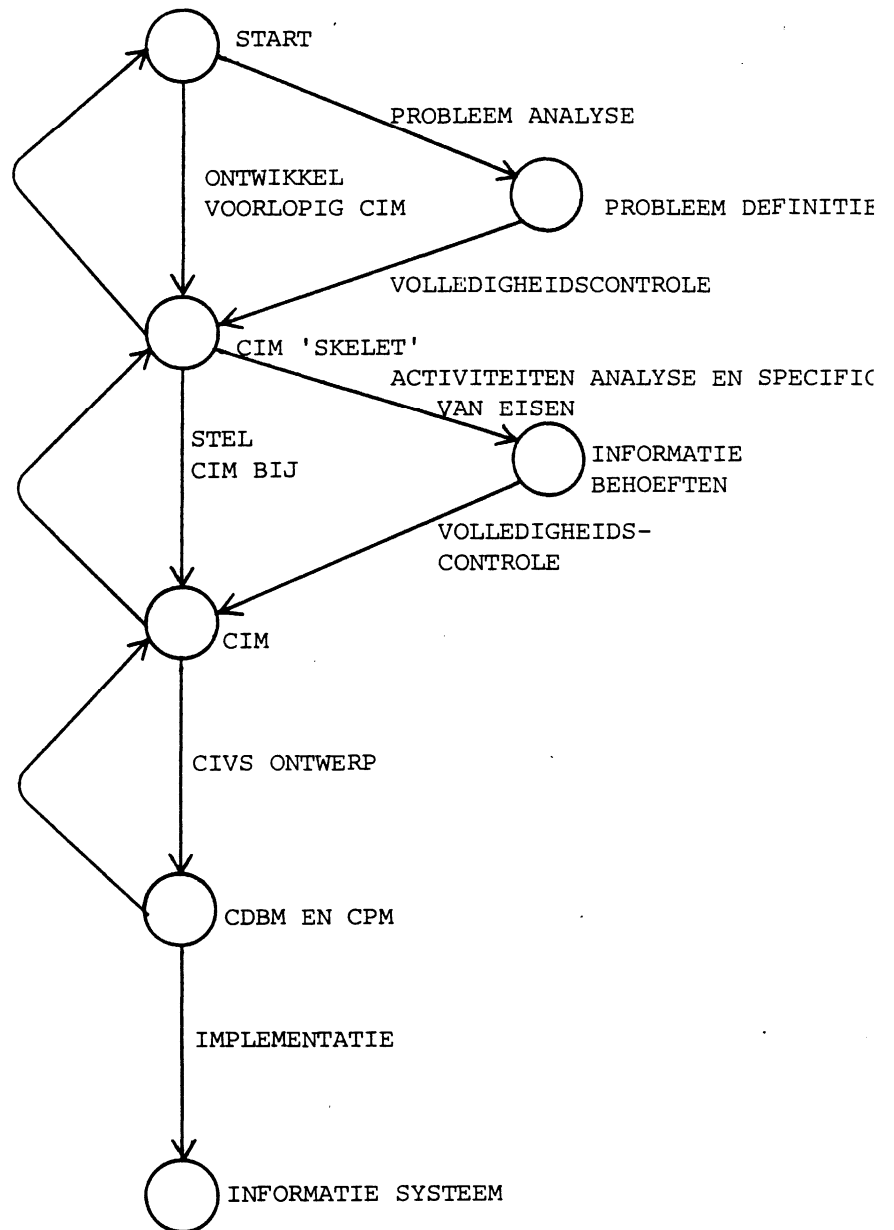 START
PROBLEEM ANALYSE
ONTWIKKEL
VOORLOPIG CIM
PROBLEEM DEFINITIE
VOLLEDIGHEIDSCONTROLE
CIM 'SKELET'
ACTIVITEITEN ANALYSE EN SPECIFIC
VAN EISEN
STEL
CIM BIJ
INFORMATIE
BEHOEFTEN
VOLLEDIGHEIDS-
CONTROLE
CIM
CIVS ONTWERP
CDBM EN CPM
IMPLEMENTATIE
INFORMATIE SYSTEEM